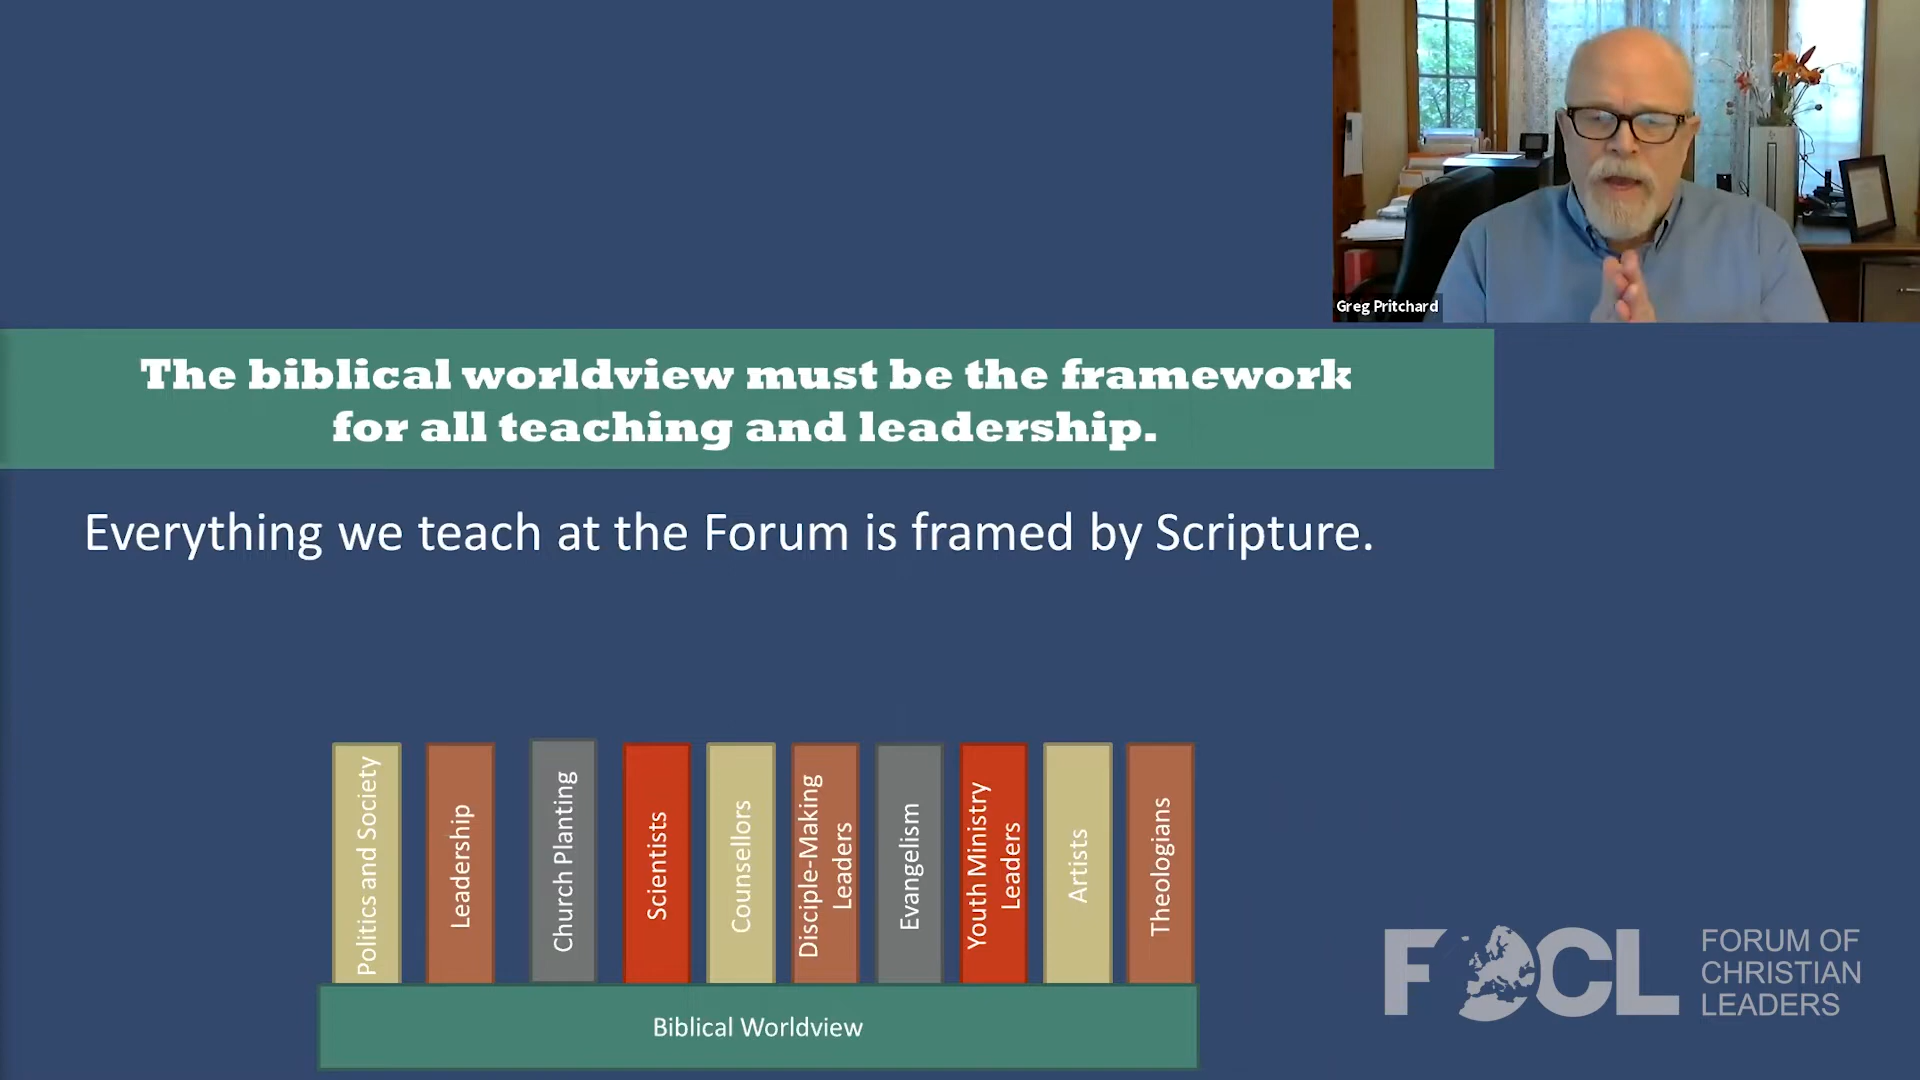 Greg Pritchard
The biblical worldview must be the framework
for all teaching and leadership.
Everything we teach at the Forum is framed by Scripture.
Politics and Society
Leadership
Church Planting
Scientists
Counsellors
Disciple-Making
Leaders
Evangelism
Youth Ministry
Leaders
Artists
Theologians
Biblical Worldview
FOCL
FORUM OF
CHRISTIAN
LEADERS